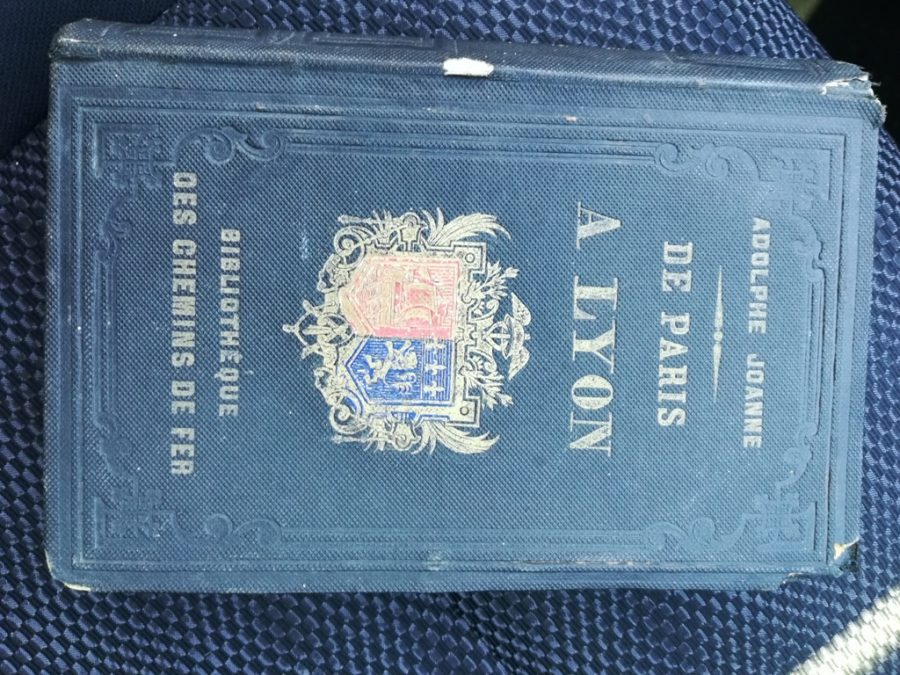 ADOLPHE JOANNE
DE PARIS
A LYON
BIBLIOTHÈQUE
DES CHEMINS DE FER